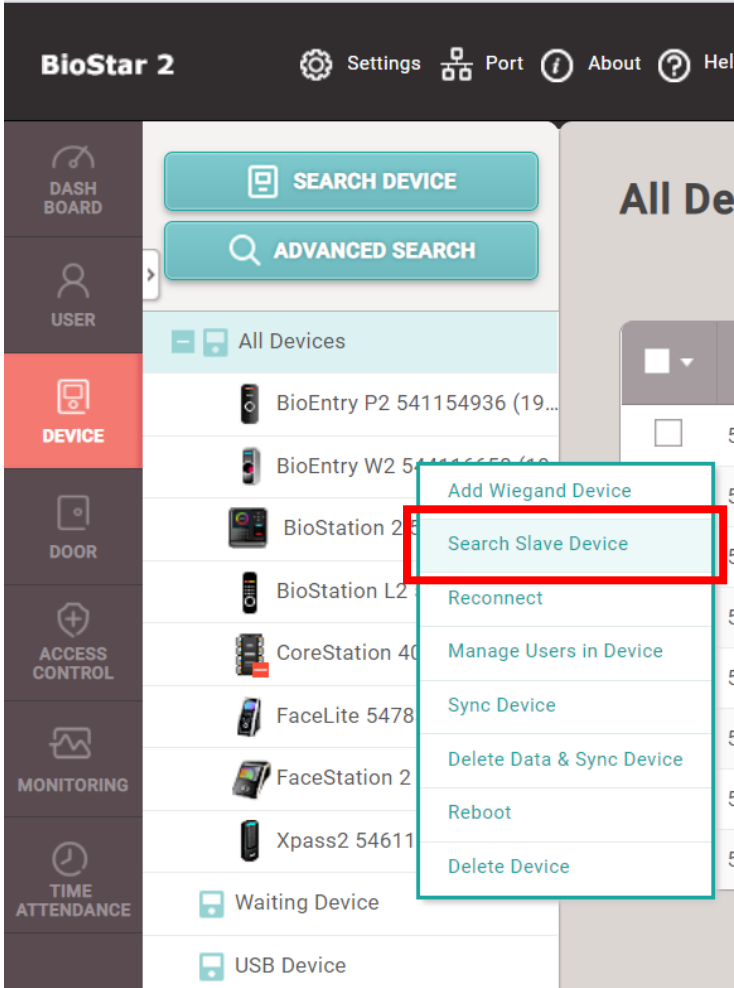 BioStar 2
Settings
Port
About
Hel
DASH
BOARD
USER
DEVICE
DOOR
ACCESS
CONTROL
MONITORING
TIME
ATTENDANCE
SEARCH DEVICE
ADVANCED SEARCH
All Devices
BioEntry P2 541154936 (19...
BioEntry W2
BioStation 2
BioStation L2
CoreStation 40
FaceLite 5478
FaceStation 2
Xpass2 54611
Waiting Device
USB Device
Add Wiegand Device
Search Slave Device
Reconnect
Manage Users in Device
Sync Device
Delete Data & Sync Device
Reboot
Delete Device
All De